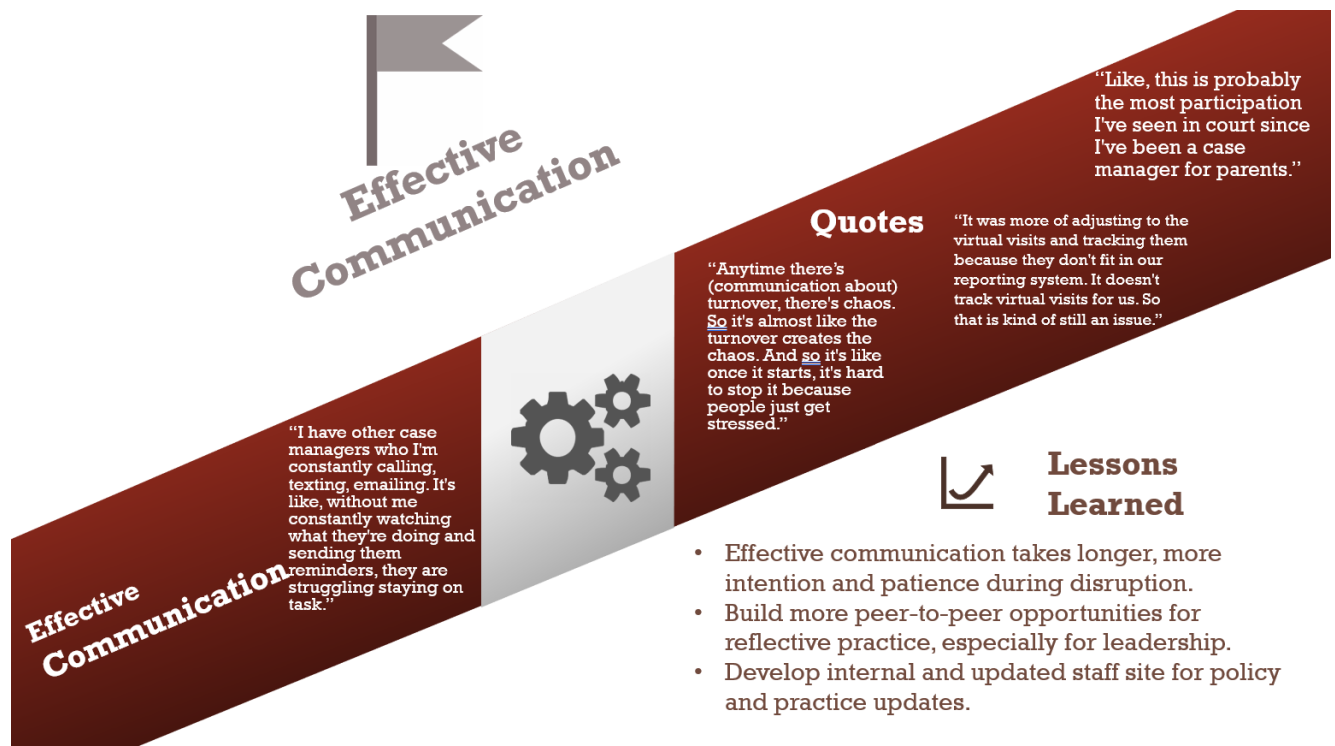 Effective
Communication
Effective
Communication
“I have other case
managers who I'm
constantly calling,
texting, emailing. It's
like, without me
constantly watching
what they're doing and
sending them
reminders, they are
struggling staying on
task.”
Quotes
“Anytime there’s
(communication about)
turnover, there's chaos.
So it's almost like the
turnover creates the
chaos. And so it's like
once it starts, it's hard
to stop it because
people just get
stressed.”
“It was more of adjusting to the
virtual visits and tracking them
because they don't fit in our
reporting system. It doesn't
track virtual visits for us. So
that is kind of still an issue.”
“Like, this is probably
the most participation
I've seen in court since
I've been a case
manager for parents.”
Lessons
Learned
• Effective communication takes longer, more
intention and patience during disruption.
• Build more peer-to-peer opportunities for
reflective practice, especially for leadership.
• Develop internal and updated staff site for policy
and practice updates.